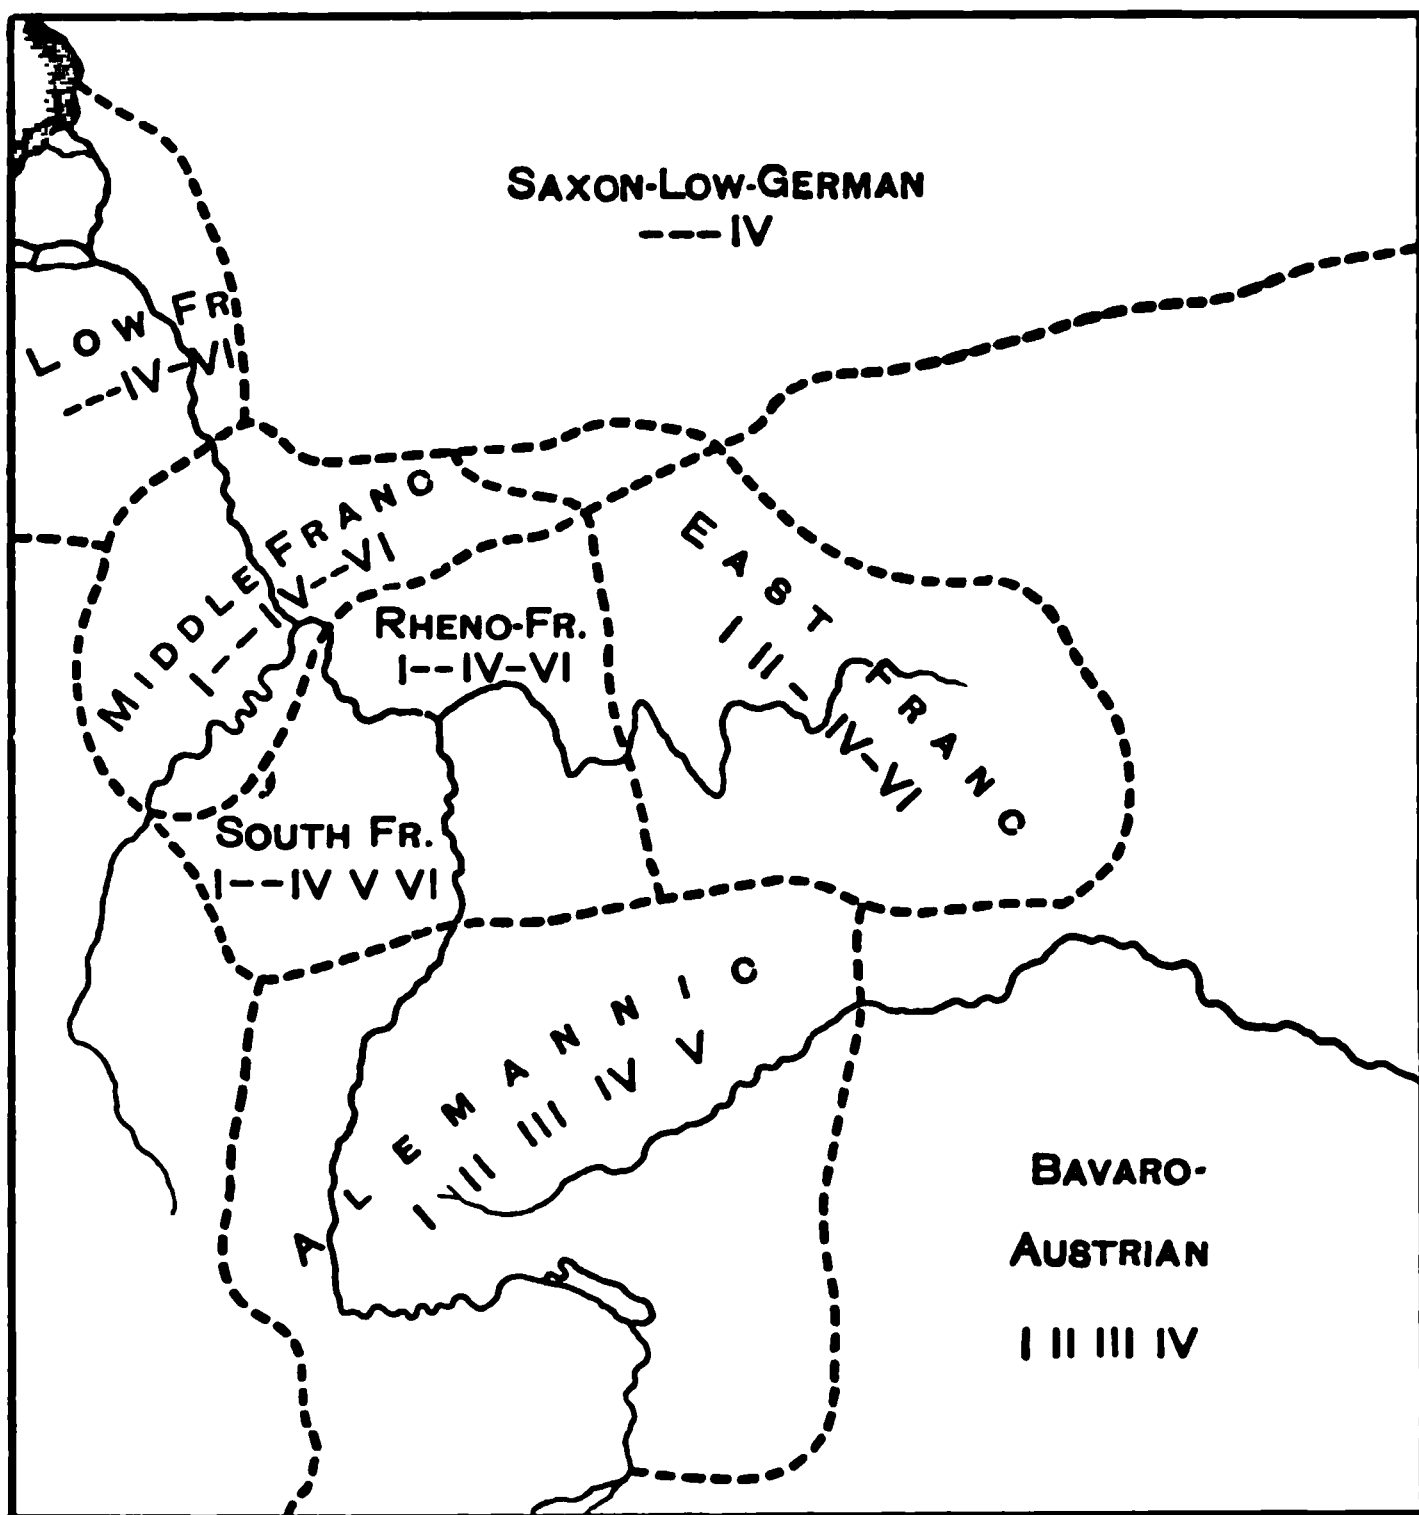 SAXON-LOW-GERMAN
---IV
LOW FR
---IV-VI
MIDDLE FRANC
I---IV--VI
RHENO-FR.
I--IV-VI
EAST FRANC
I II-IV-VI
SOUTH FR.
I--IV V VI
ALEMANNIC
I II III IV V
BAVARO-
AUSTRIAN
I II III IV